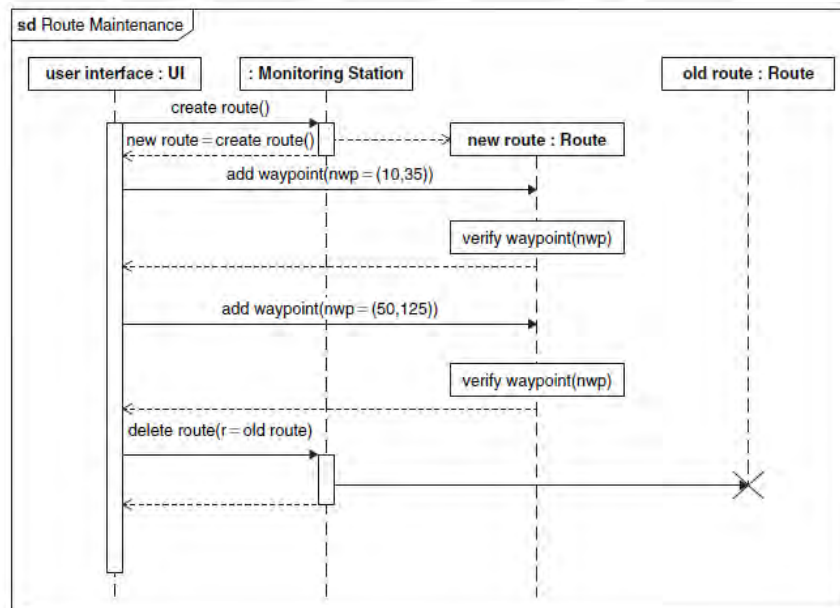 sd Route Maintenance
user interface : UI
: Monitoring Station
old route : Route
create route()
new route = create route()
new route : Route
add waypoint(nwp = (10,35))
verify waypoint(nwp)
add waypoint(nwp = (50,125))
verify waypoint(nwp)
delete route(r = old route)